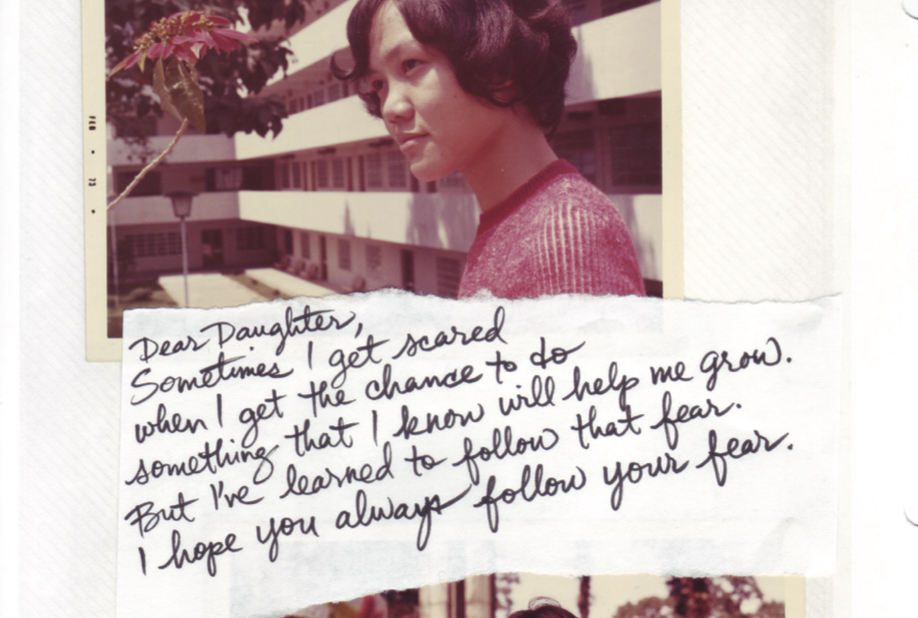 FEB • 73 •
Dear Daughter,
Sometimes I get scared
when I get the chance to do
something that I know will help me grow.
But I've learned to follow that fear.
I hope you always follow your fear.